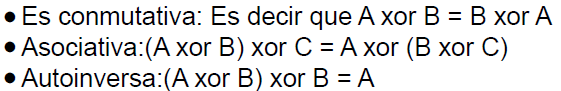 ● Es conmutativa: Es decir que A xor B = B xor A
● Asociativa:(A xor B) xor C = A xor (B xor C)
● Autoinversa:(A xor B) xor B = A